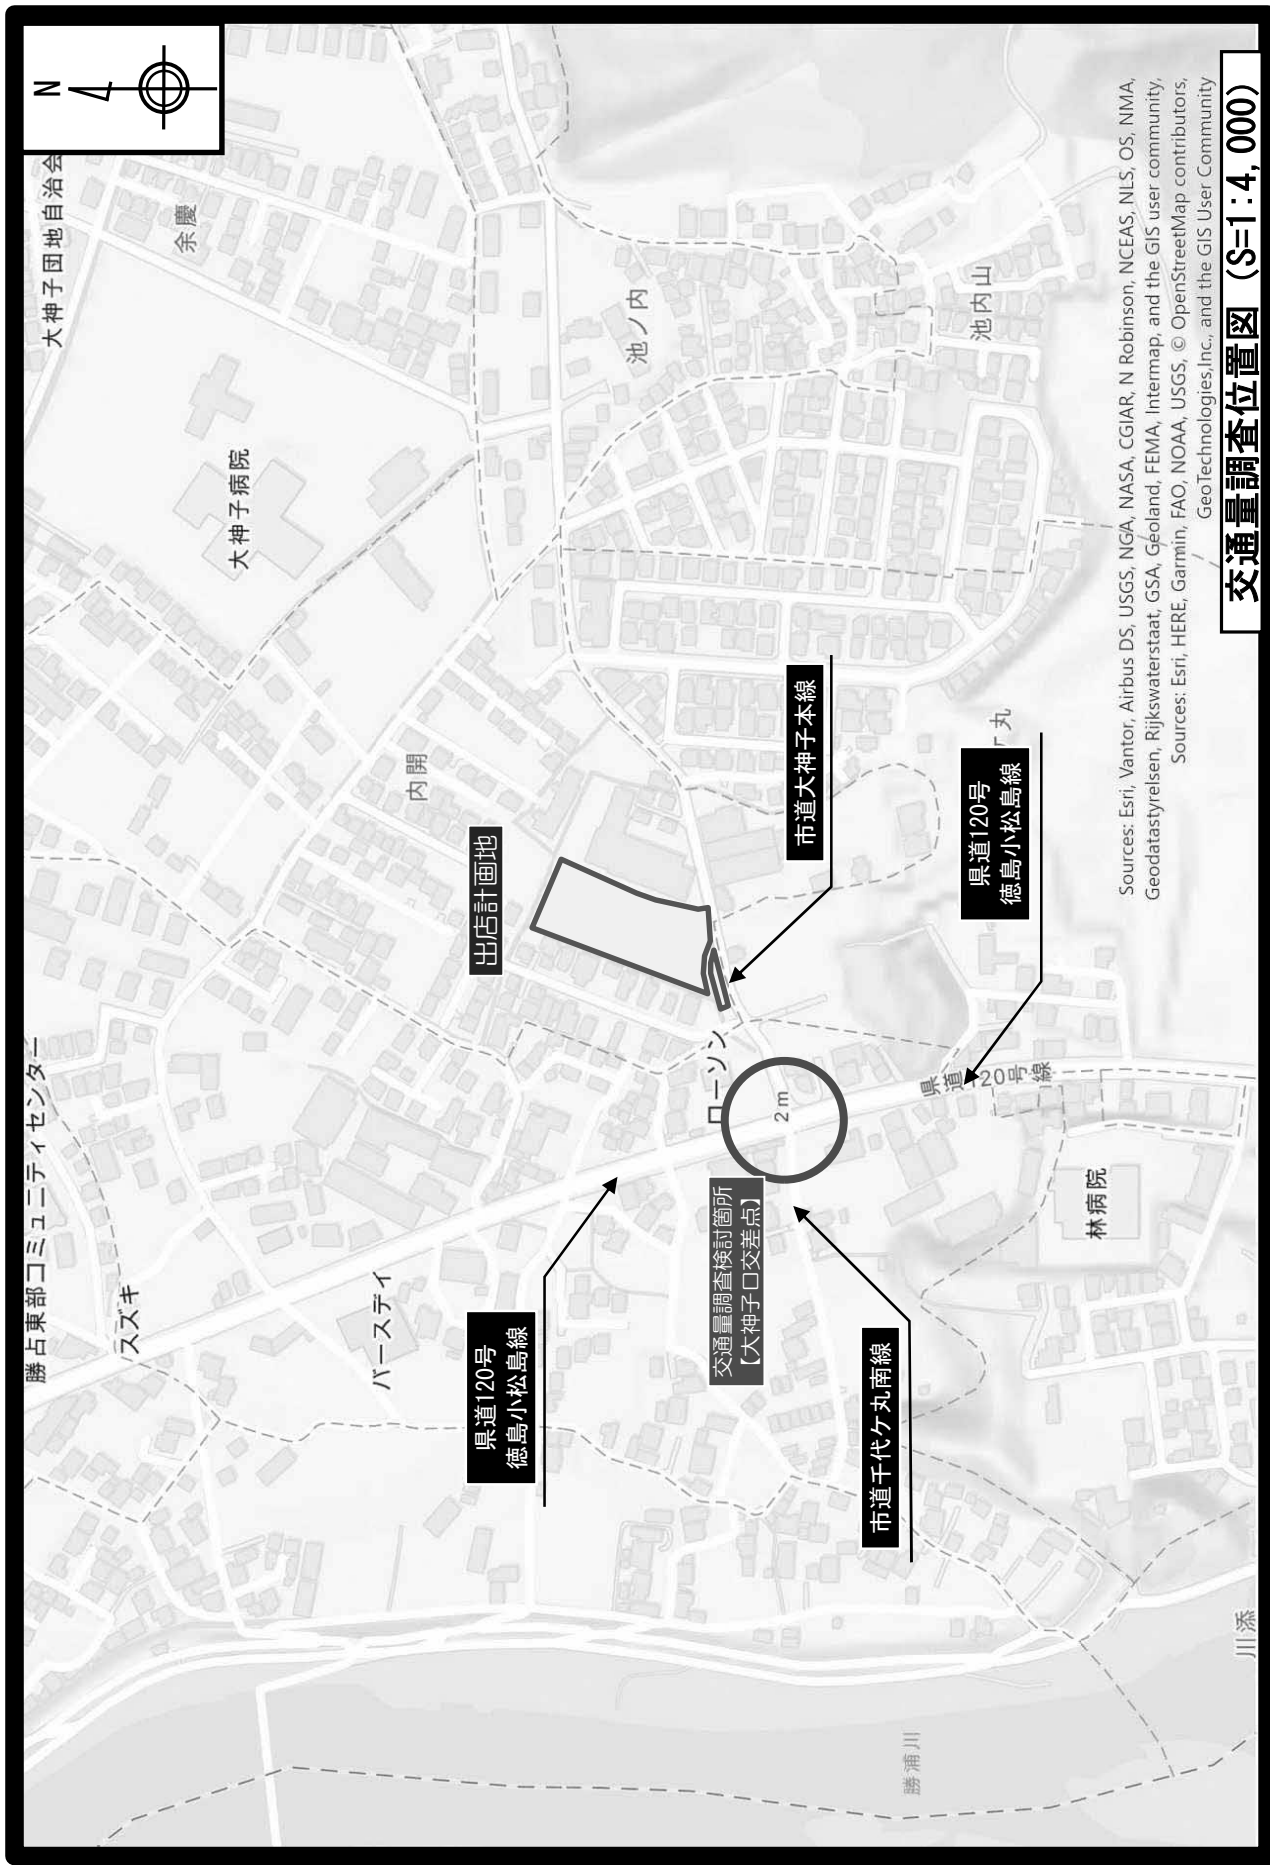 N
大神子団地自治会
余慶
大神子病院
池ノ内
池内山
内開
出店計画地
市道大神子本線
ケ丸
県道120号
徳島小松島線
勝占東部コミュニティセンター
スズキ
バースデイ
ローソン
2m
県道120号線
県道120号
徳島小松島線
交通量調査検討箇所
【大神子口交差点】
市道千代ケ丸南線
林病院
勝浦川
川添
Sources: Esri, Vantor, Airbus DS, USGS, NGA, NASA, CGIAR, N Robinson, NCEAS, NLS, OS, NMA,
Geodatastyrelsen, Rijkswaterstaat, GSA, Geoland, FEMA, Intermap, and the GIS user community,
Sources: Esri, HERE, Garmin, FAO, NOAA, USGS, © OpenStreetMap contributors,
GeoTechnologies,Inc., and the GIS User Community
交通量調査位置図（S=1:4,000）